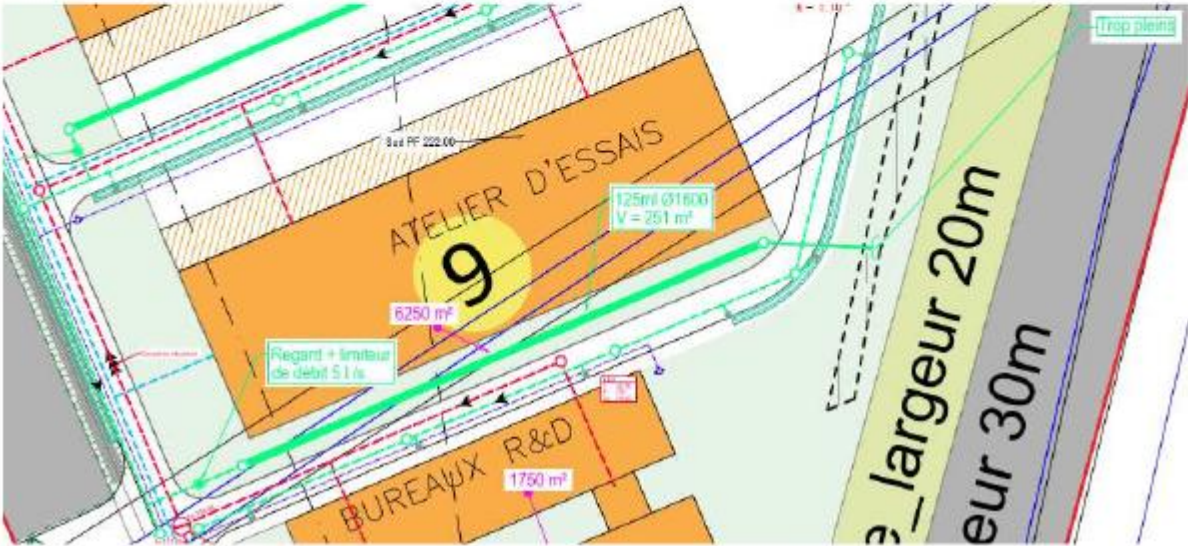 Trop pleins
Sud PF 222.00
ATELIER D'ESSAIS
125ml Ø1600
V = 251 m³
9
6250 m²
Regard + limiteur
de débit 5 l/s
BUREAUX R&D
1750 m²
e_largeur 20m
eur 30m